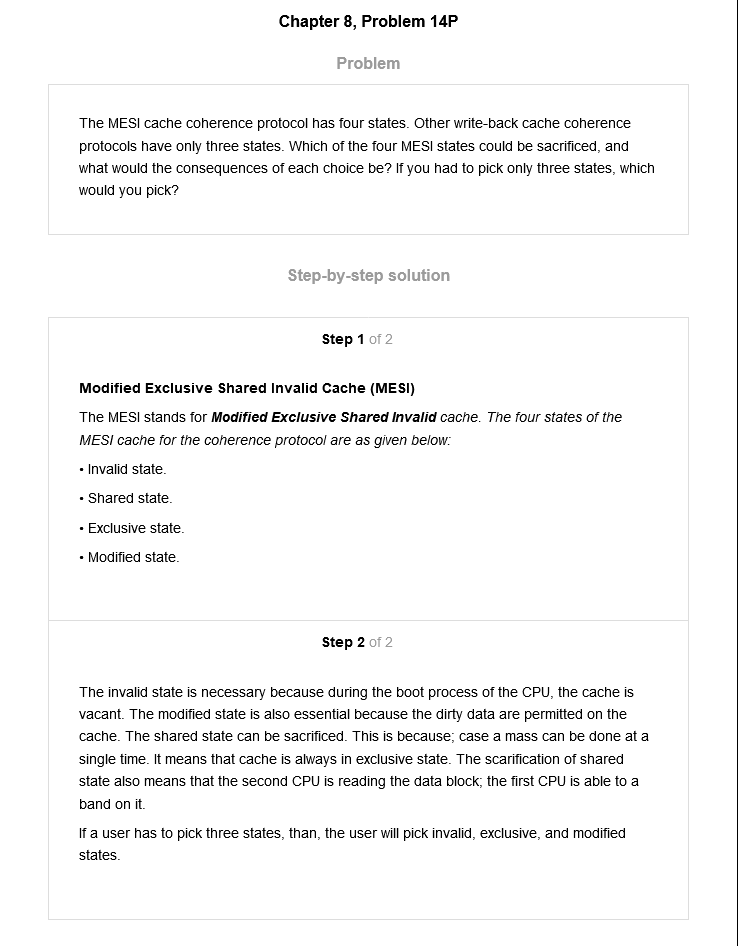 Chapter 8, Problem 14P
Problem
The MESI cache coherence protocol has four states. Other write-back cache coherence
protocols have only three states. Which of the four MESI states could be sacrificed, and
what would the consequences of each choice be? If you had to pick only three states, which
would you pick?
Step-by-step solution
Step 1 of 2
Modified Exclusive Shared Invalid Cache (MESI)
The MESI stands for Modified Exclusive Shared Invalid cache. The four states of the
MESI cache for the coherence protocol are as given below:
• Invalid state.
• Shared state.
• Exclusive state.
• Modified state.
Step 2 of 2
The invalid state is necessary because during the boot process of the CPU, the cache is
vacant. The modified state is also essential because the dirty data are permitted on the
cache. The shared state can be sacrificed. This is because; case a mass can be done at a
single time. It means that cache is always in exclusive state. The scarification of shared
state also means that the second CPU is reading the data block; the first CPU is able to a
band on it.
If a user has to pick three states, than, the user will pick invalid, exclusive, and modified
states.